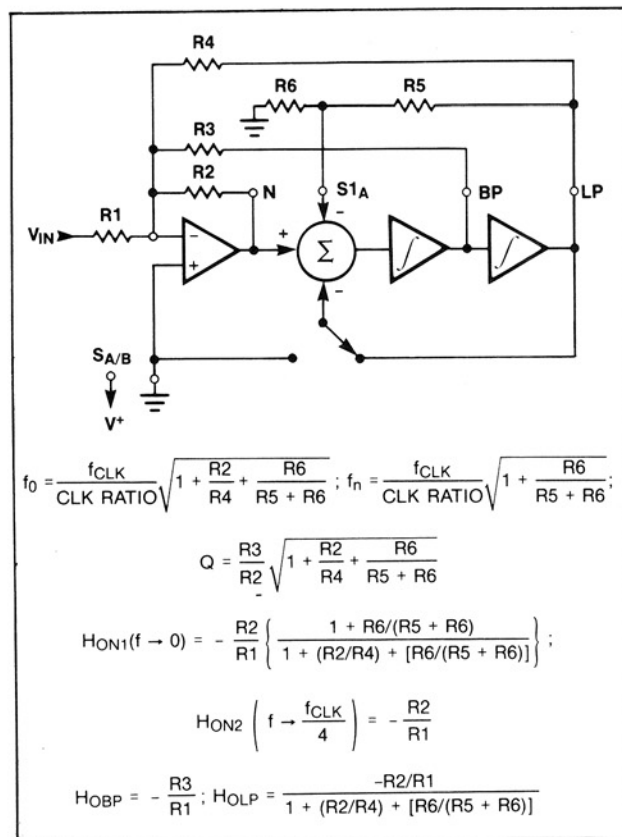 R4
R6 R5
R3
R2 N S1A BP LP
R1
VIN − + − Σ ∫ ∫
+ −
SA/B
V+
f0 = fCLK / CLK RATIO √(1 + R2/R4 + R6/(R5 + R6)) ; fn = fCLK / CLK RATIO √(1 + R6/(R5 + R6)) ;
Q = R3/R2 √(1 + R2/R4 + R6/(R5 + R6))
HON1(f → 0) = − R2/R1 { 1 + R6/(R5 + R6) / 1 + (R2/R4) + [R6/(R5 + R6)] } ;
HON2 ( f → fCLK/4 ) = − R2/R1
HOBP = − R3/R1 ; HOLP = −R2/R1 / 1 + (R2/R4) + [R6/(R5 + R6)]